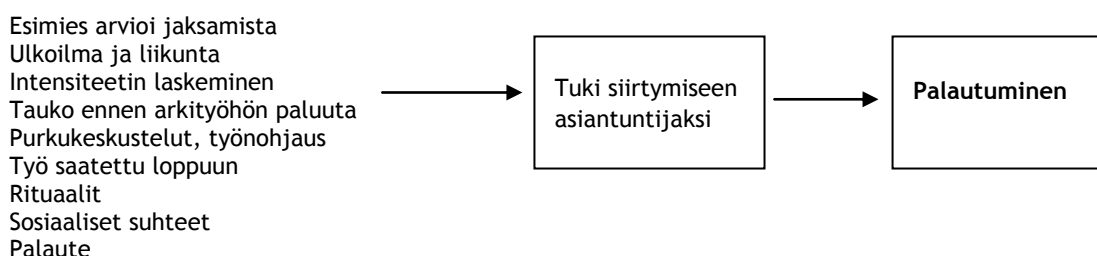 Esimies arvioi jaksamista
Ulkoilma ja liikunta
Intensiteetin laskeminen
Tauko ennen arkityöhön paluuta
Purkukeskustelut, työnohjaus
Työ saatettu loppuun
Rituaalit
Sosiaaliset suhteet
Palaute
Tuki siirtymiseen
asiantuntijaksi
Palautuminen